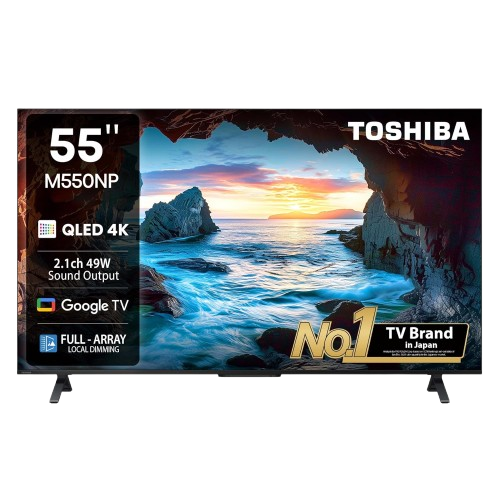 55"
M550NP
QLED 4K
2.1ch 49W
Sound Output
Google TV
FULL - ARRAY
LOCAL DIMMING
TOSHIBA
No.1
TV Brand
in Japan